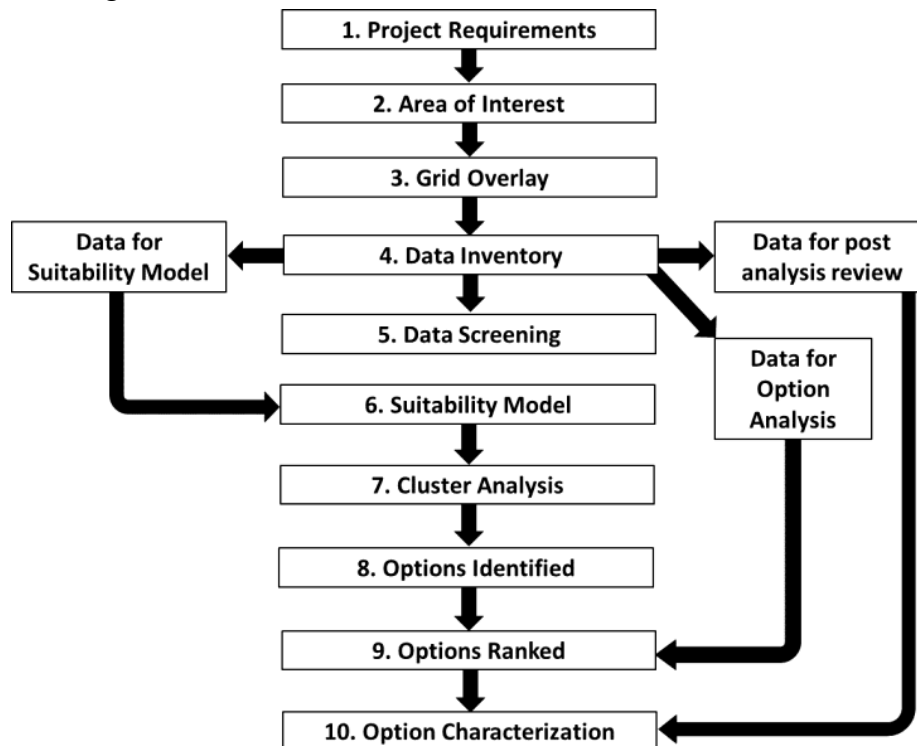 1. Project Requirements
2. Area of Interest
3. Grid Overlay
Data for
Suitability Model
4. Data Inventory
Data for post
analysis review
5. Data Screening
Data for
Option
Analysis
6. Suitability Model
7. Cluster Analysis
8. Options Identified
9. Options Ranked
10. Option Characterization